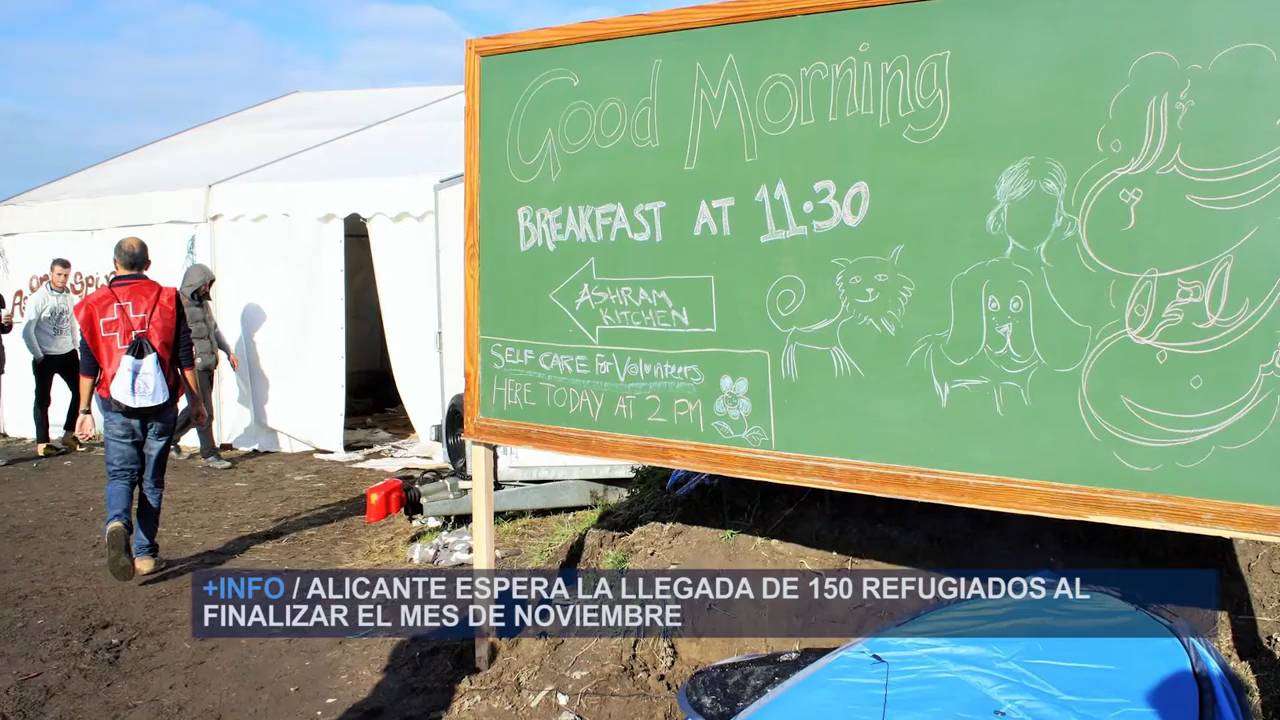 Good Morning
BREAKFAST AT 11.30
ASHRAM
KITCHEN
SELF CARE For Volunteers
HERE TODAY AT 2 PM
+INFO / ALICANTE ESPERA LA LLEGADA DE 150 REFUGIADOS AL
FINALIZAR EL MES DE NOVIEMBRE